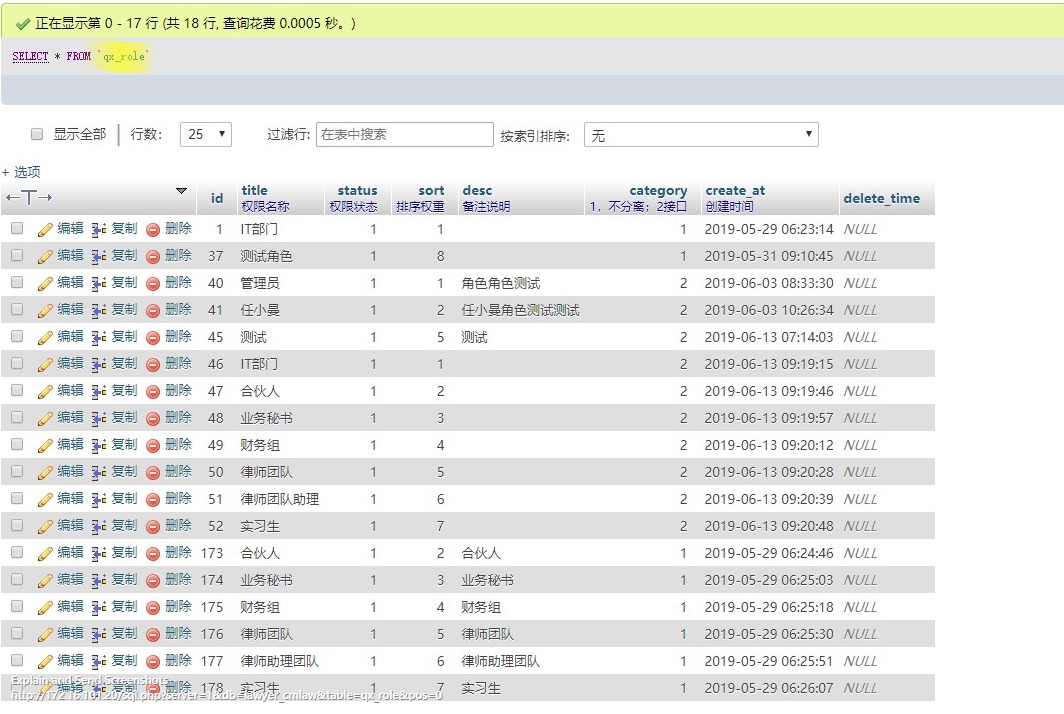 正在显示第 0 - 17 行 (共 18 行, 查询花费 0.0005 秒。)
SELECT * FROM `qx_role`
显示全部 行数: 25 过滤行: 在表中搜索 按索引排序: 无
+ 选项
←T→ id title status sort desc category create_at delete_time
权限名称 权限状态 排序权重 备注说明 1, 不分离; 2接口 创建时间
编辑 复制 删除 1 IT部门 1 1 1 2019-05-29 06:23:14 NULL
编辑 复制 删除 37 测试角色 1 8 1 2019-05-31 09:10:45 NULL
编辑 复制 删除 40 管理员 1 1 角色角色测试 2 2019-06-03 08:33:30 NULL
编辑 复制 删除 41 任小曼 1 2 任小曼角色测试测试 2 2019-06-03 10:26:34 NULL
编辑 复制 删除 45 测试 1 5 测试 2 2019-06-13 07:14:03 NULL
编辑 复制 删除 46 IT部门 1 1 2 2019-06-13 09:19:15 NULL
编辑 复制 删除 47 合伙人 1 2 2 2019-06-13 09:19:46 NULL
编辑 复制 删除 48 业务秘书 1 3 2 2019-06-13 09:19:57 NULL
编辑 复制 删除 49 财务组 1 4 2 2019-06-13 09:20:12 NULL
编辑 复制 删除 50 律师团队 1 5 2 2019-06-13 09:20:28 NULL
编辑 复制 删除 51 律师团队助理 1 6 2 2019-06-13 09:20:39 NULL
编辑 复制 删除 52 实习生 1 7 2 2019-06-13 09:20:48 NULL
编辑 复制 删除 173 合伙人 1 2 合伙人 1 2019-05-29 06:24:46 NULL
编辑 复制 删除 174 业务秘书 1 3 业务秘书 1 2019-05-29 06:25:03 NULL
编辑 复制 删除 175 财务组 1 4 财务组 1 2019-05-29 06:25:18 NULL
编辑 复制 删除 176 律师团队 1 5 律师团队 1 2019-05-29 06:25:30 NULL
编辑 复制 删除 177 律师助理团队 1 6 律师助理团队 1 2019-05-29 06:25:51 NULL
Explain and Send Screenshots
编辑 复制 删除 178 实习生 1 7 实习生 1 2019-05-29 06:26:07 NULL
http://172.16.101.20/sql.php?server=1&db=lawyer_cmlaw&table=qx_role&pos=0